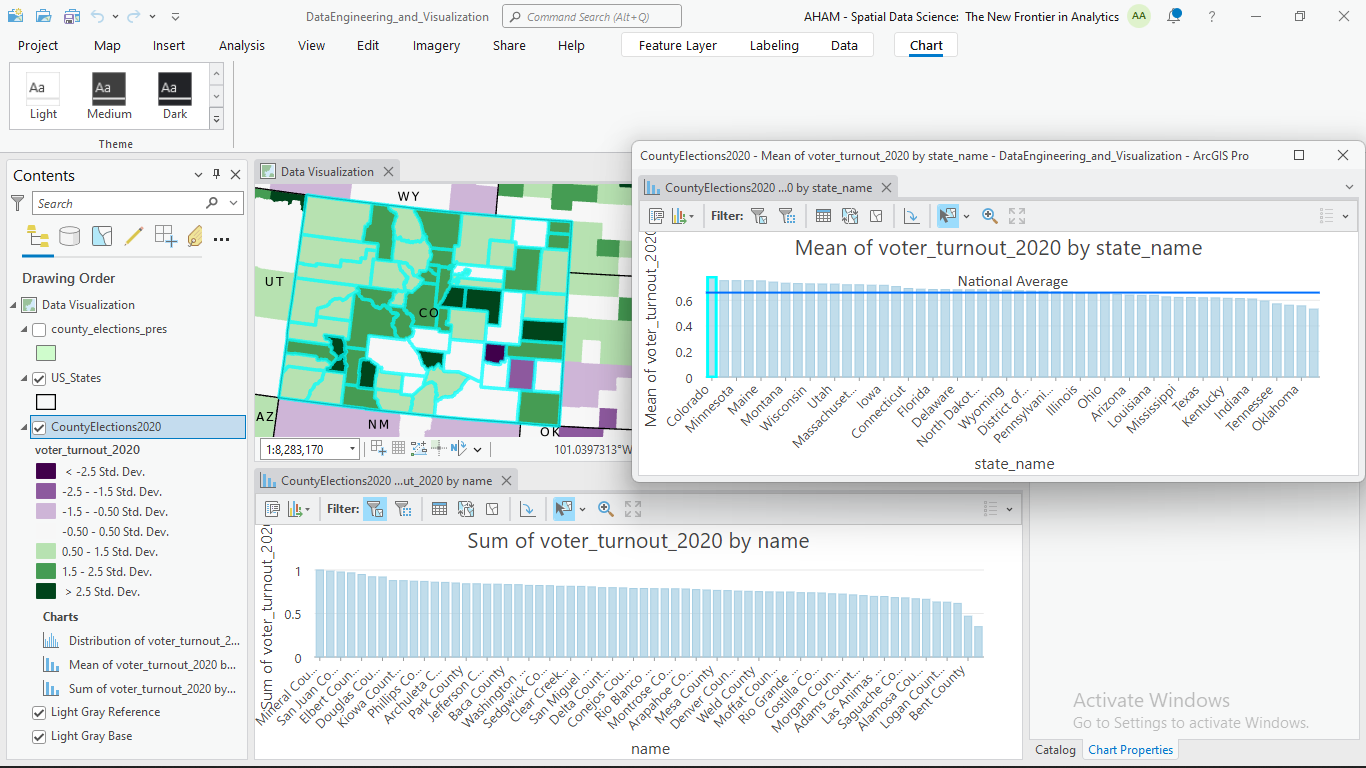 DataEngineering_and_Visualization
Command Search (Alt+Q)
AHAM - Spatial Data Science: The New Frontier in Analytics
AA
Project
Map
Insert
Analysis
View
Edit
Imagery
Share
Help
Feature Layer
Labeling
Data
Chart
Aa
Aa
Aa
Light
Medium
Dark
Theme
Contents
Search
Drawing Order
Data Visualization
county_elections_pres
US_States
CountyElections2020
voter_turnout_2020
< -2.5 Std. Dev.
-2.5 - -1.5 Std. Dev.
-1.5 - -0.50 Std. Dev.
-0.50 - 0.50 Std. Dev.
0.50 - 1.5 Std. Dev.
1.5 - 2.5 Std. Dev.
> 2.5 Std. Dev.
Charts
Distribution of voter_turnout_2...
Mean of voter_turnout_2020 b...
Sum of voter_turnout_2020 by...
Light Gray Reference
Light Gray Base
Data Visualization
WY
UT
CO
AZ
NM
OK
1:8,283,170
101.0397313°W
CountyElections2020 - Mean of voter_turnout_2020 by state_name - DataEngineering_and_Visualization - ArcGIS Pro
CountyElections2020 ...0 by state_name
Filter:
Mean of voter_turnout_2020 by state_name
National Average
Mean of voter_turnout_2020
0.6
0.4
0.2
0
Colorado
Minnesota
Maine
Montana
Wisconsin
Utah
Massachuset...
Iowa
Connecticut
Florida
Delaware
North Dakot...
Wyoming
District of...
Pennsylvani...
Illinois
Ohio
Arizona
Louisiana
Mississippi
Texas
Kentucky
Indiana
Tennessee
Oklahoma
state_name
CountyElections2020 ...ut_2020 by name
Filter:
Sum of voter_turnout_2020 by name
Sum of voter_turnout_2020
1
0.5
0
Mineral Cou...
San Juan Co...
Elbert Coun...
Douglas Cou...
Kiowa Count...
Phillips Co...
Archuleta C...
Park County
Jefferson C...
Baca County
Washington ...
Sedgwick Co...
Clear Creek...
San Miguel ...
Delta Count...
Conejos Cou...
Rio Blanco ...
Montrose Co...
Arapahoe Co...
Mesa County
Denver Coun...
Weld County
Moffat Coun...
Rio Grande ...
Costilla Co...
Morgan Coun...
Adams Count...
Las Animas ...
Saguache Co...
Alamosa Cou...
Logan Count...
Bent County
name
Activate Windows
Go to Settings to activate Windows.
Catalog
Chart Properties